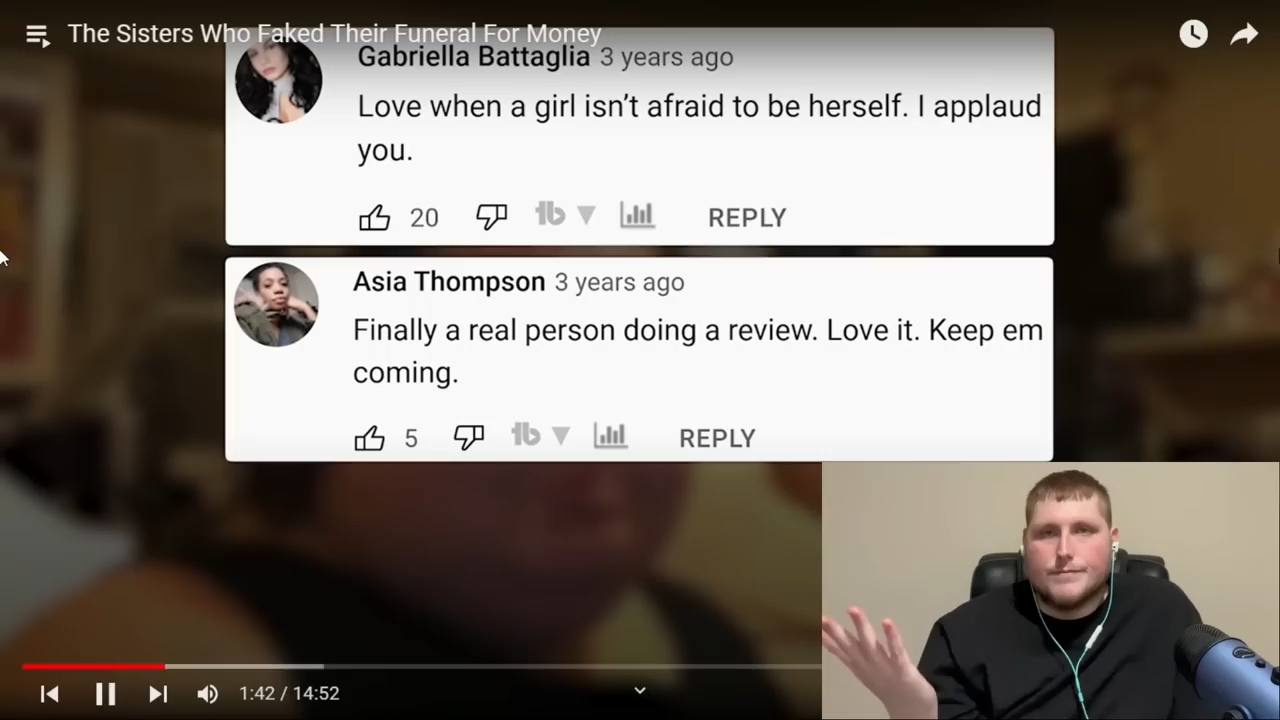 The Sisters Who Faked Their Funeral For Money
Gabriella Battaglia 3 years ago
Love when a girl isn’t afraid to be herself. I applaud
you.
20 tb REPLY
Asia Thompson 3 years ago
Finally a real person doing a review. Love it. Keep em
coming.
5 tb REPLY
1:42 / 14:52